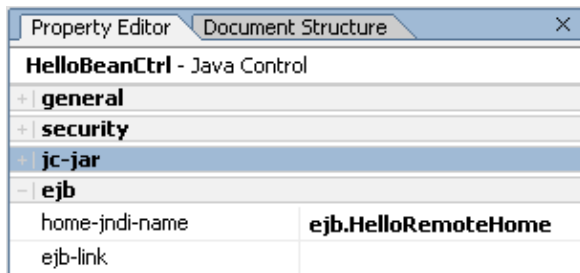 Property Editor Document Structure
HelloBeanCtrl - Java Control
general
security
jc-jar
ejb
home-jndi-name ejb.HelloRemoteHome
ejb-link